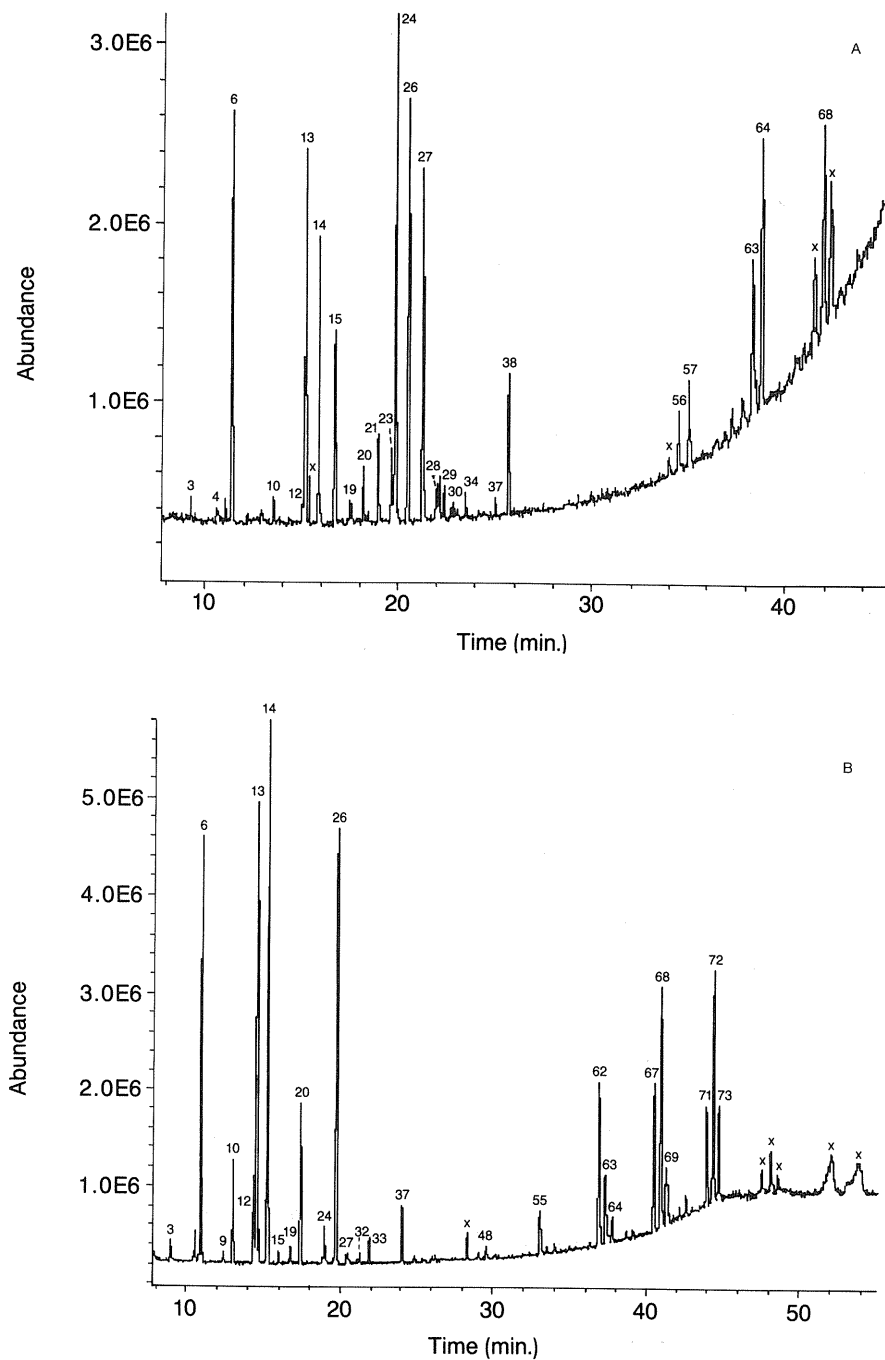 24
3.0E6
A
6
26
13
27
64
68
x
14
2.0E6
63
x
15
Abundance
38
57
1.0E6
23
21
56
20
x
x
28
29
3
4
10
12
19
30
34
37
10
20
30
40
Time (min.)
14
B
13
5.0E6
6
26
4.0E6
72
68
3.0E6
Abundance
62
67
2.0E6
20
71
73
10
63
69
x
x
x
x
x
1.0E6
12
37
55
64
3
9
15
19
24
27
32
33
x
48
10
20
30
40
50
Time (min.)